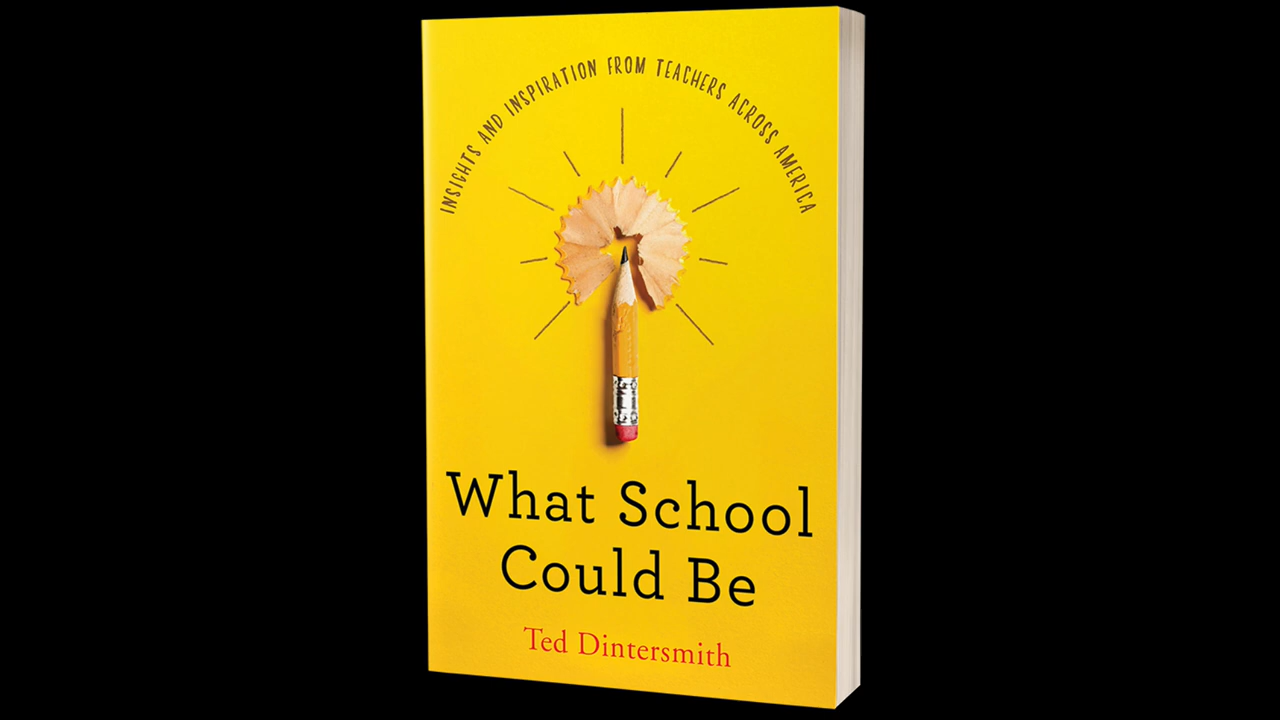 INSIGHTS AND INSPIRATION FROM TEACHERS ACROSS AMERICA
What School
Could Be
Ted Dintersmith